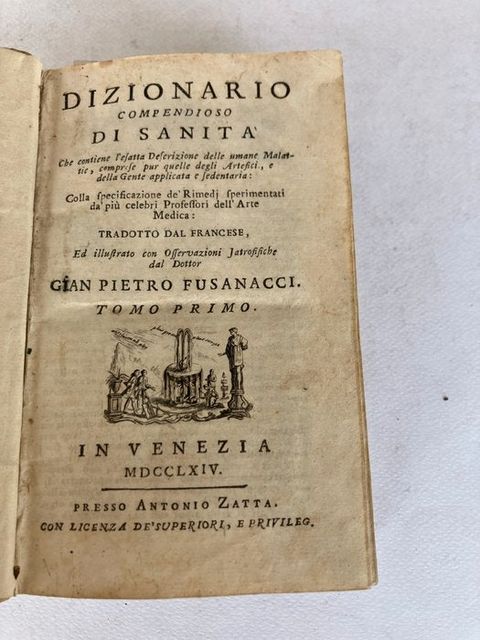 DIZIONARIO
COMPENDIOSO
DI SANITA'
Che contiene l'esatta Descrizione delle umane Malat-
tie, comprese pur quelle degli Artefici, e
della Gente applicata e sedentaria:
Colla specificazione de' Rimedj sperimentati
da' più celebri Professori dell' Arte
Medica:
TRADOTTO DAL FRANCESE,
Ed illustrato con Osservazioni Jatrofisiche
dal Dottor
GIAN PIETRO FUSANACCI.
TOMO PRIMO.
IN VENEZIA
MDCCLXIV.
PRESSO ANTONIO ZATTA.
CON LICENZA DE' SUPERIORI, E PRIVILEG.